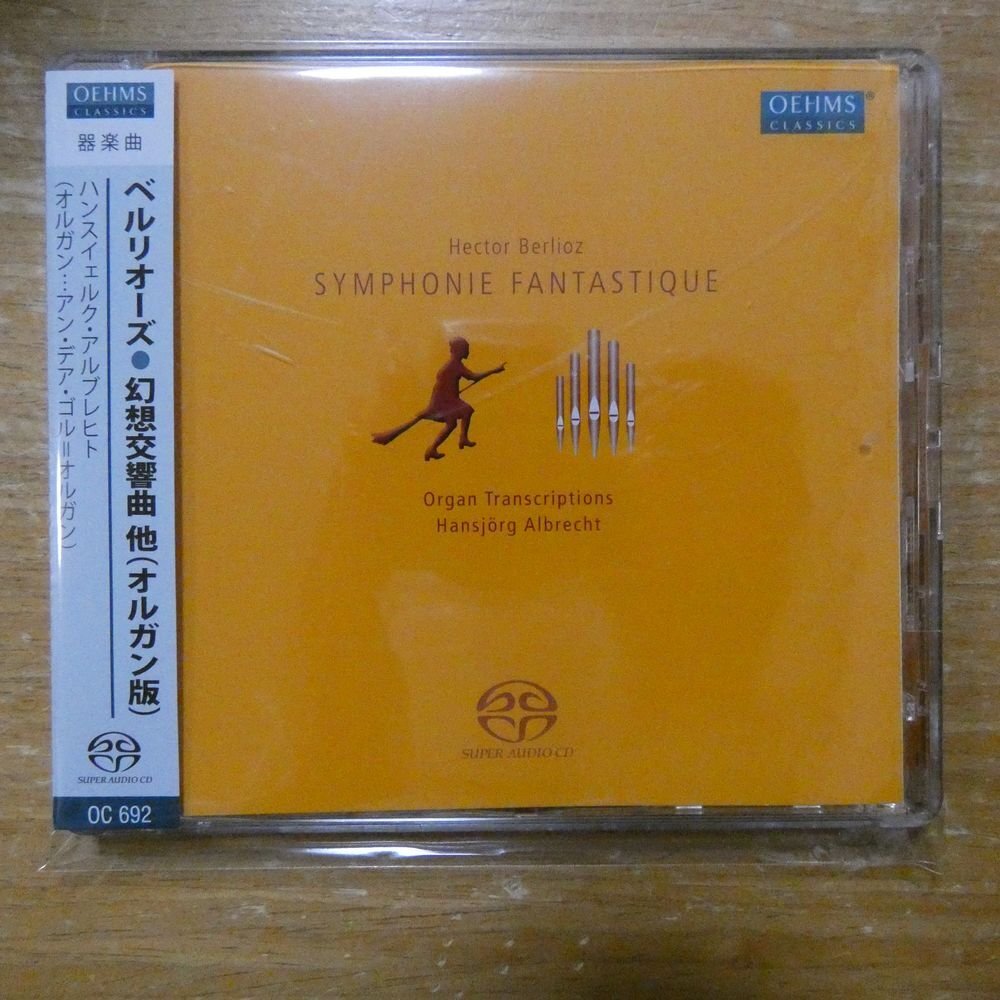 OEHMS
CLASSICS
器楽曲
ベルリオーズ●幻想交響曲 他(オルガン版)
ハンスイェルク・アルブレヒト
(オルガン…アン・デア・ゴル=オルガン)
SUPER AUDIO CD
OC 692
OEHMS®
CLASSICS
Hector Berlioz
SYMPHONIE FANTASTIQUE
Organ Transcriptions
Hansjörg Albrecht
SUPER AUDIO CD